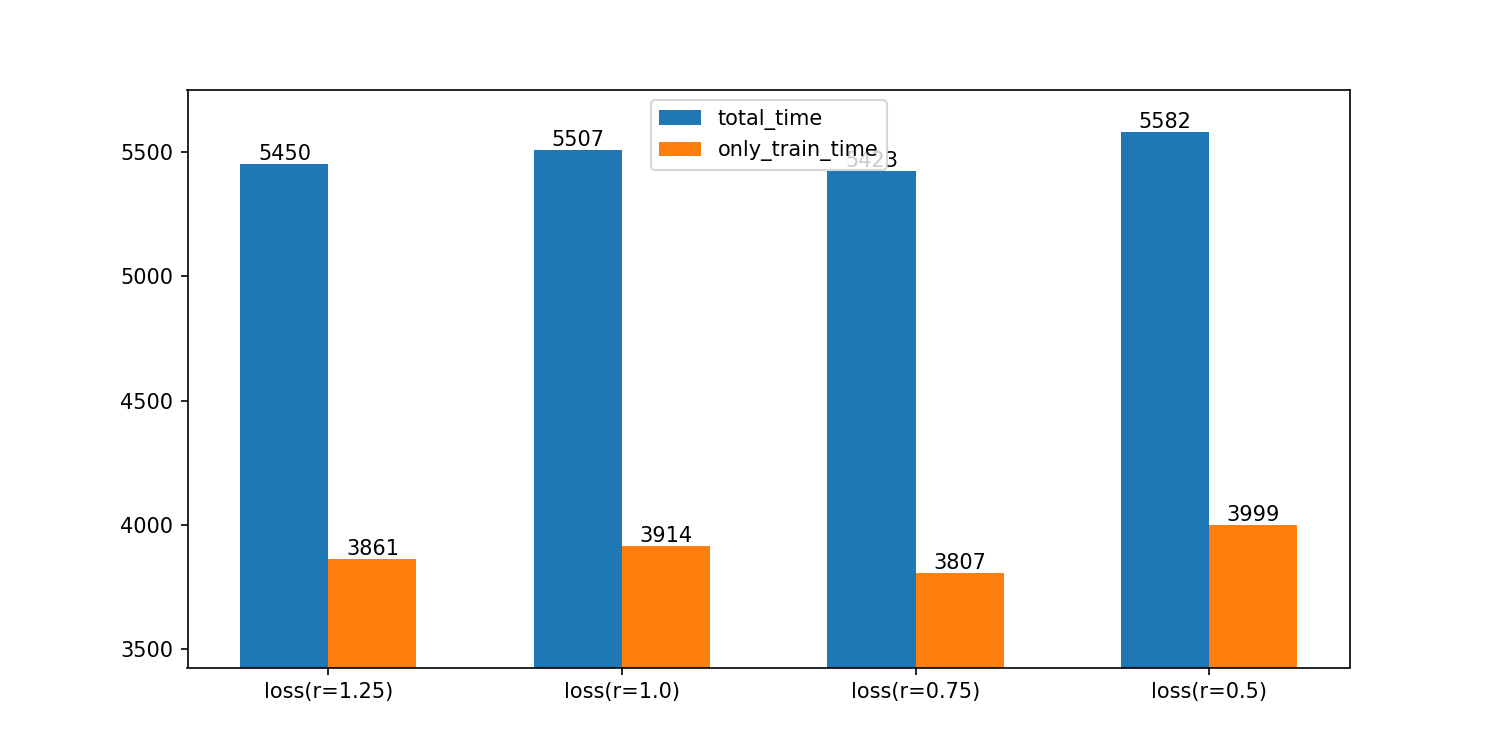 total_time
only_train_time
5450
5507
5423
5582
3861
3914
3807
3999
5500
5000
4500
4000
3500
loss(r=1.25)
loss(r=1.0)
loss(r=0.75)
loss(r=0.5)